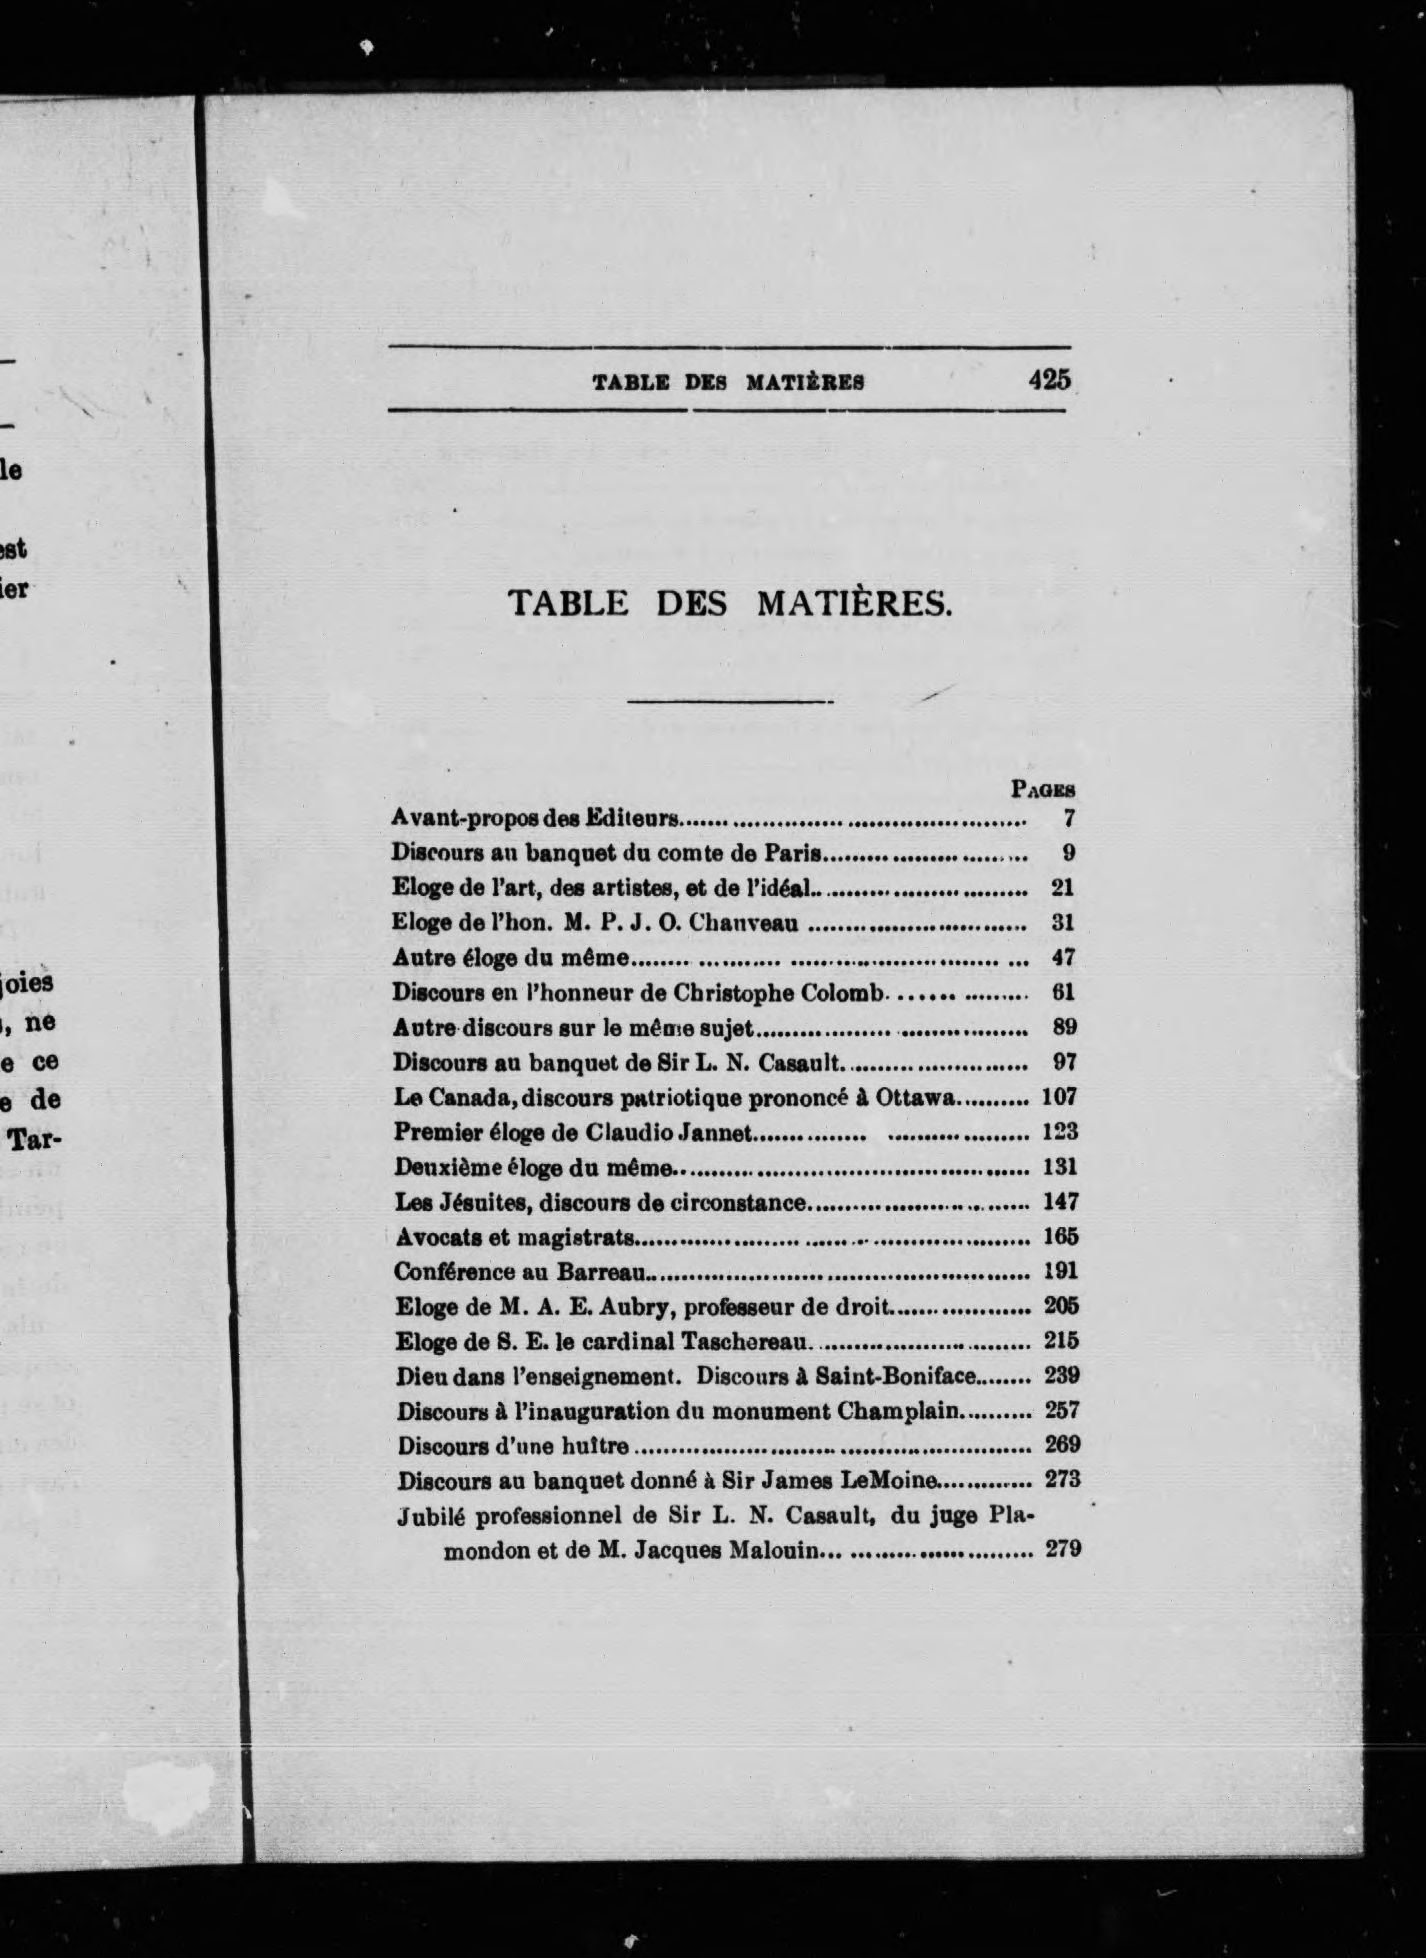 le
est
ier
joies
, ne
e ce
e de
Tar-
TABLE DES MATIÈRES 425
TABLE DES MATIÈRES.
PAGES
Avant-propos des Editeurs........................................ 7
Discours au banquet du comte de Paris............................ 9
Eloge de l'art, des artistes, et de l'idéal............................. 21
Eloge de l'hon. M. P. J. O. Chauveau ............................. 31
Autre éloge du même............................................. 47
Discours en l'honneur de Christophe Colomb.................. 61
Autre discours sur le même sujet................................... 89
Discours au banquet de Sir L. N. Casault......................... 97
Le Canada, discours patriotique prononcé à Ottawa.......... 107
Premier éloge de Claudio Jannet.................................. 123
Deuxième éloge du même............................................ 131
Les Jésuites, discours de circonstance............................. 147
Avocats et magistrats.................................................. 165
Conférence au Barreau................................................ 191
Eloge de M. A. E. Aubry, professeur de droit................... 205
Eloge de S. E. le cardinal Taschereau............................. 215
Dieu dans l'enseignement. Discours à Saint-Boniface........ 239
Discours à l'inauguration du monument Champlain.......... 257
Discours d'une huître ................................................ 269
Discours au banquet donné à Sir James LeMoine............. 273
Jubilé professionnel de Sir L. N. Casault, du juge Pla-
mondon et de M. Jacques Malouin............................ 279